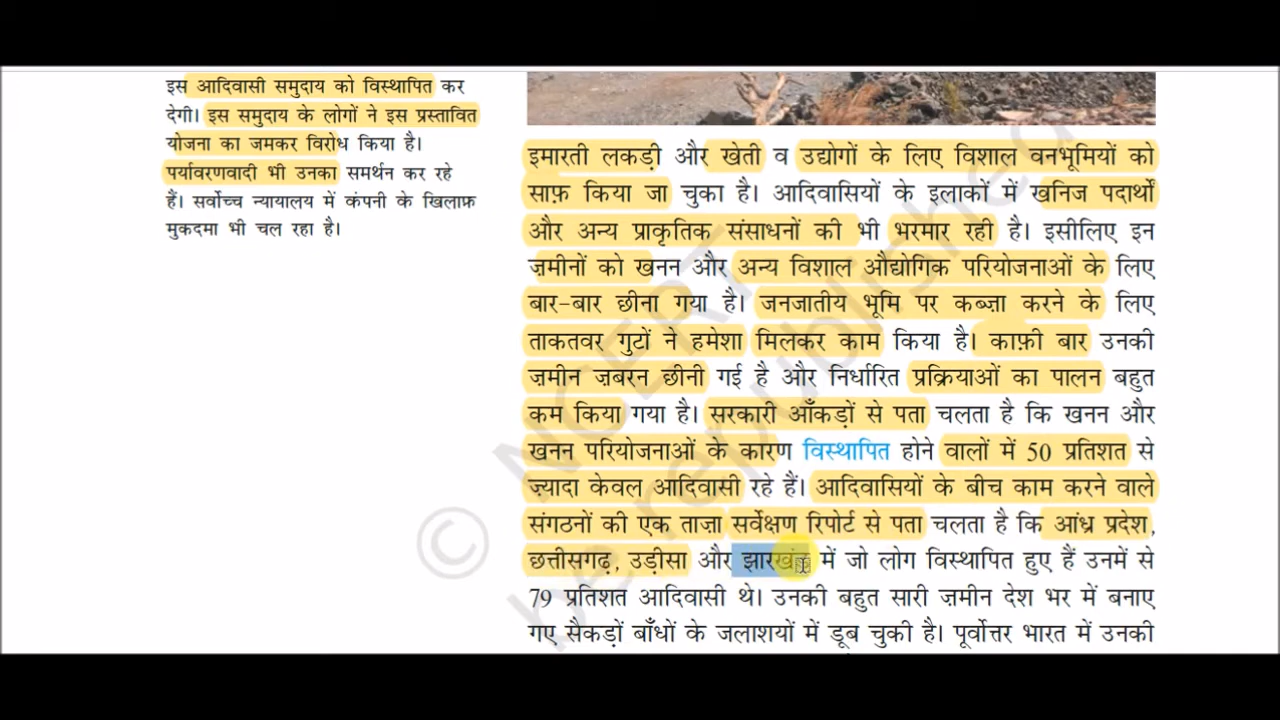 इस आदिवासी समुदाय को विस्थापित कर
देगी। इस समुदाय के लोगों ने इस प्रस्तावित
योजना का जमकर विरोध किया है।
पर्यावरणवादी भी उनका समर्थन कर रहे
हैं। सर्वोच्च न्यायालय में कंपनी के खिलाफ़
मुकदमा भी चल रहा है।
इमारती लकड़ी और खेती व उद्योगों के लिए विशाल वनभूमियों को
साफ़ किया जा चुका है। आदिवासियों के इलाकों में खनिज पदार्थों
और अन्य प्राकृतिक संसाधनों की भी भरमार रही है। इसीलिए इन
ज़मीनों को खनन और अन्य विशाल औद्योगिक परियोजनाओं के लिए
बार-बार छीना गया है। जनजातीय भूमि पर कब्ज़ा करने के लिए
ताकतवर गुटों ने हमेशा मिलकर काम किया है। काफ़ी बार उनकी
ज़मीन ज़बरन छीनी गई है और निर्धारित प्रक्रियाओं का पालन बहुत
कम किया गया है। सरकारी आँकड़ों से पता चलता है कि खनन और
खनन परियोजनाओं के कारण विस्थापित होने वालों में 50 प्रतिशत से
ज़्यादा केवल आदिवासी रहे हैं। आदिवासियों के बीच काम करने वाले
संगठनों की एक ताज़ा सर्वेक्षण रिपोर्ट से पता चलता है कि आंध्र प्रदेश,
छत्तीसगढ़, उड़ीसा और झारखंड में जो लोग विस्थापित हुए हैं उनमें से
79 प्रतिशत आदिवासी थे। उनकी बहुत सारी ज़मीन देश भर में बनाए
गए सैकड़ों बाँधों के जलाशयों में डूब चुकी है। पूर्वोत्तर भारत में उनकी
© NCERT
be republished